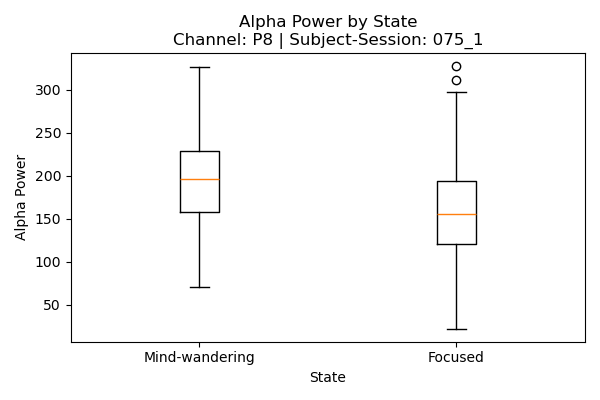 Alpha Power by State
Channel: P8 | Subject-Session: 075_1
300
250
200
150
100
50
Alpha Power
Mind-wandering
Focused
State